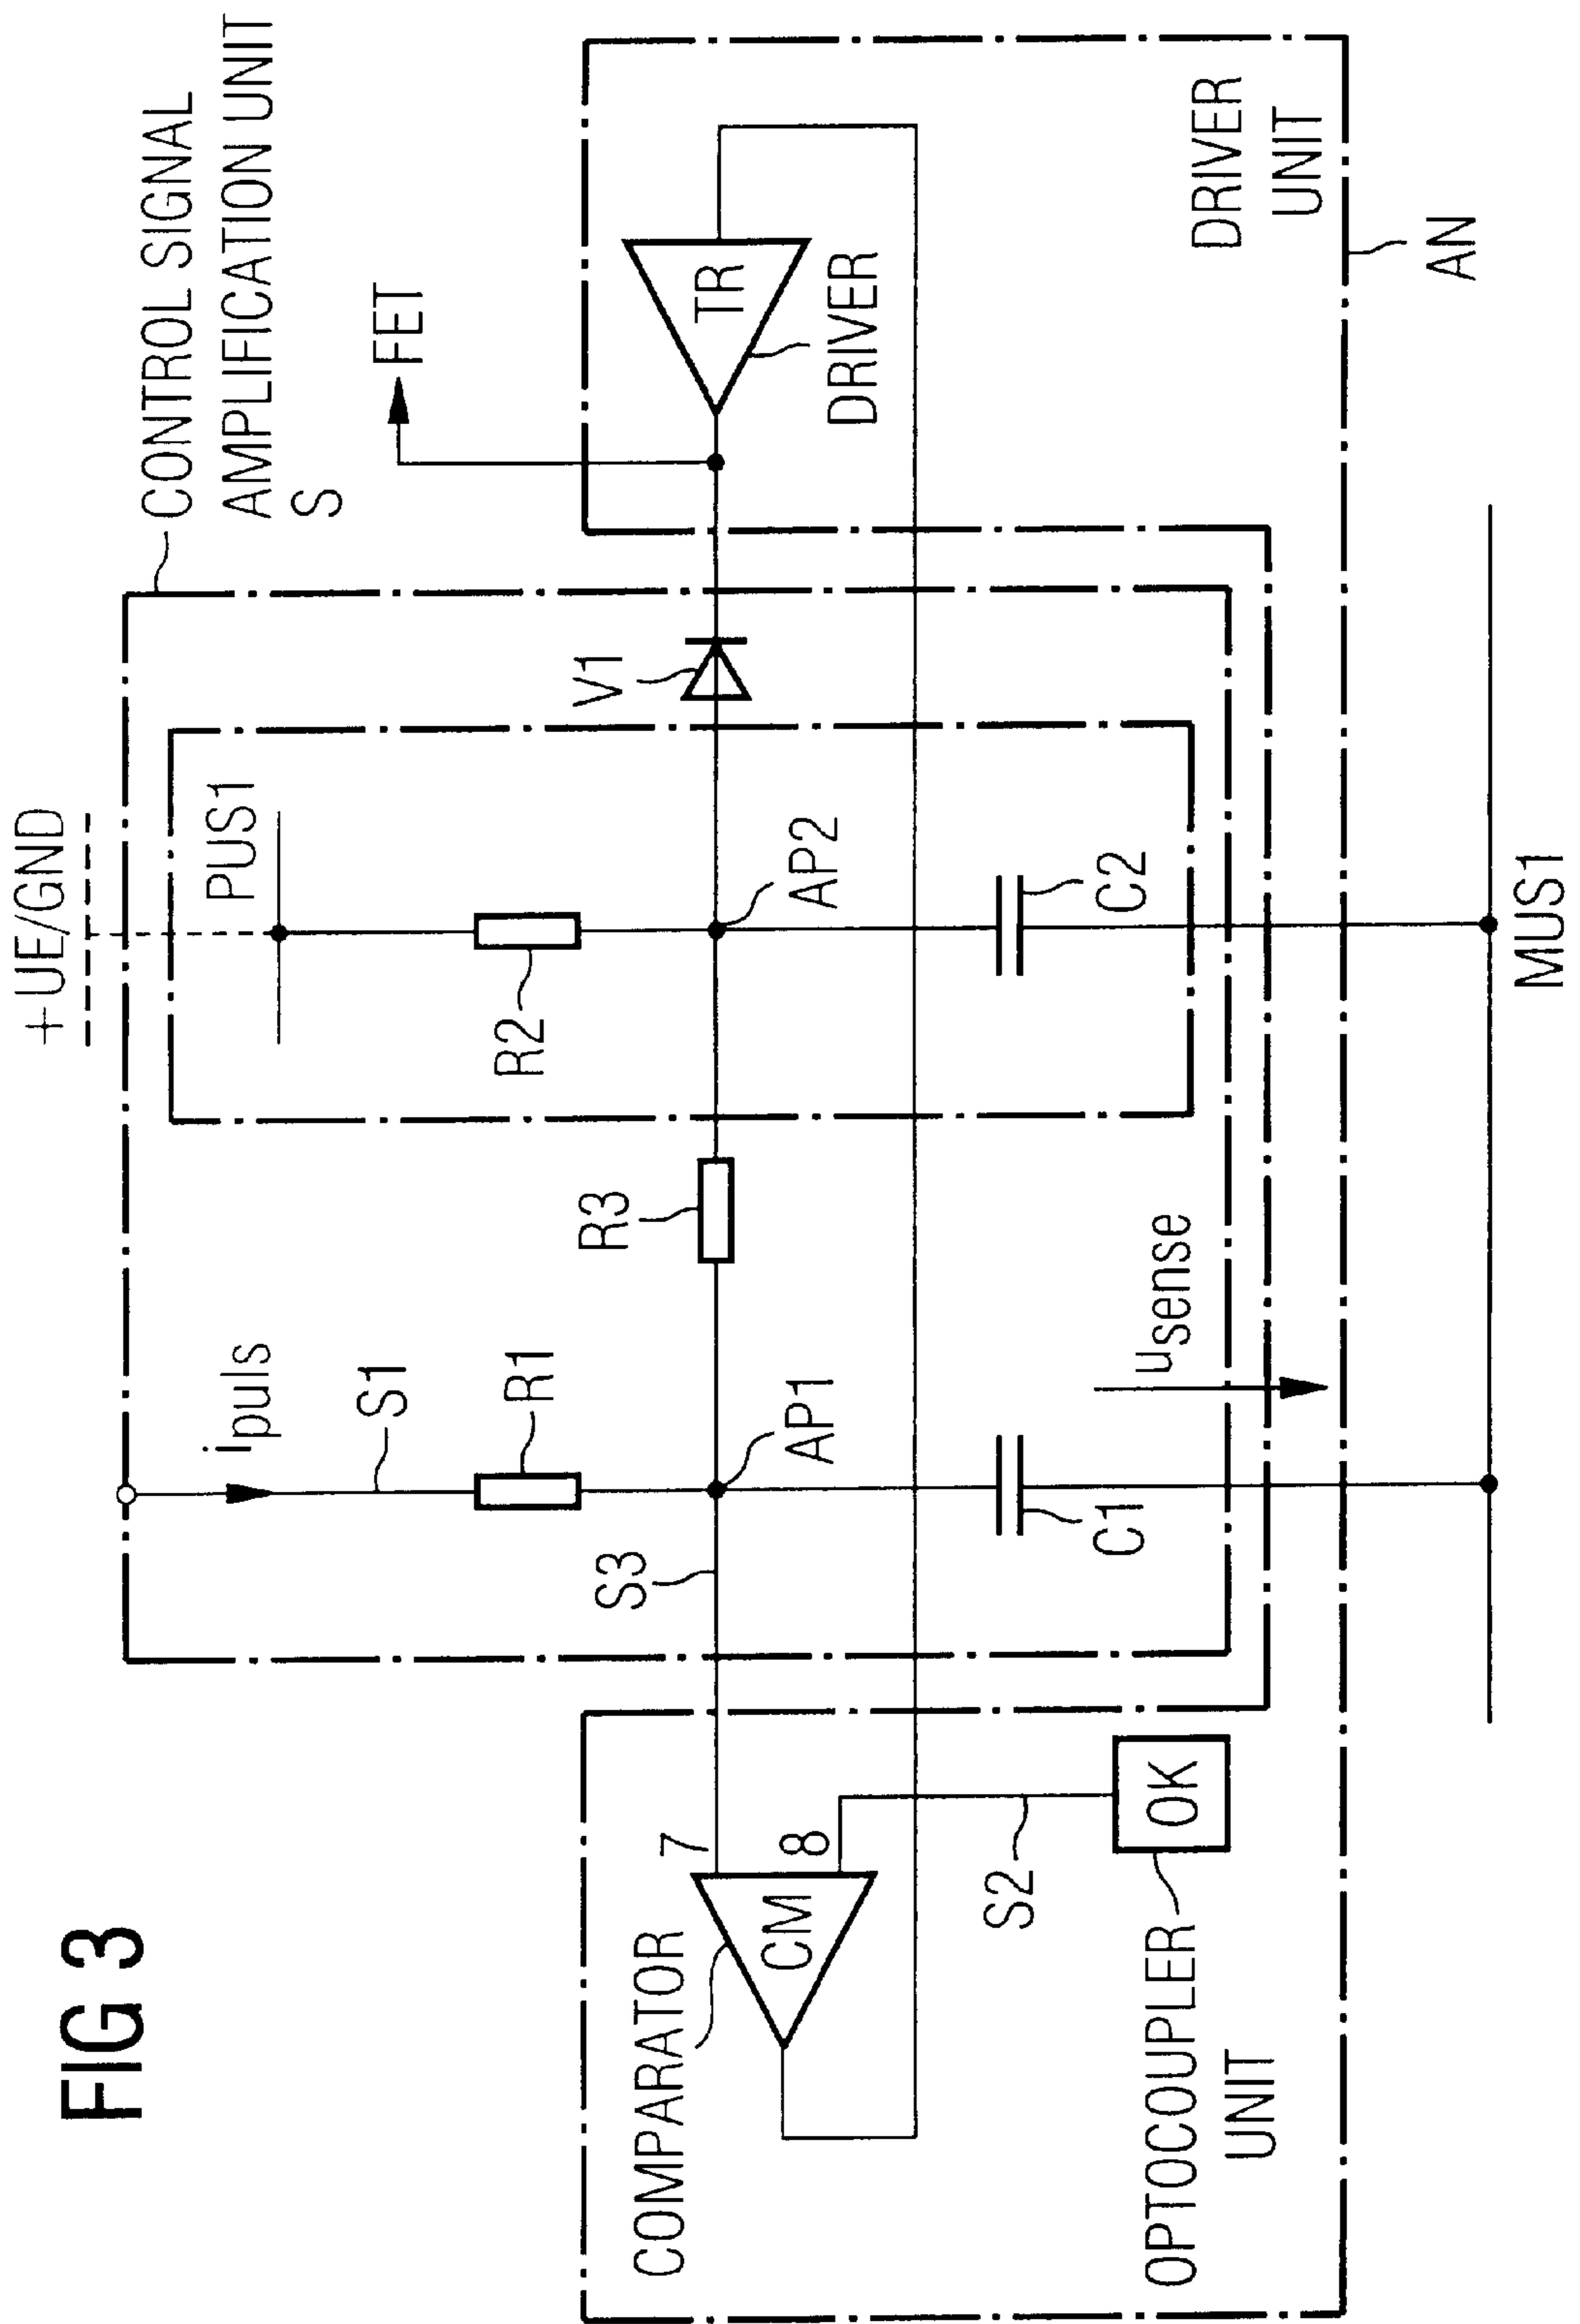 FIG 3
+UE/GND
CONTROL SIGNAL
AMPLIFICATION UNIT
S
PUS1
ipuls
S1
R1
R2
FET
S3
R3
V1
COMPARATOR
7
8
CM
AP1
AP2
TR
DRIVER
S2
C1
C2
usense
OPTOCOUPLER
UNIT
OK
DRIVER
UNIT
AN
MUS1